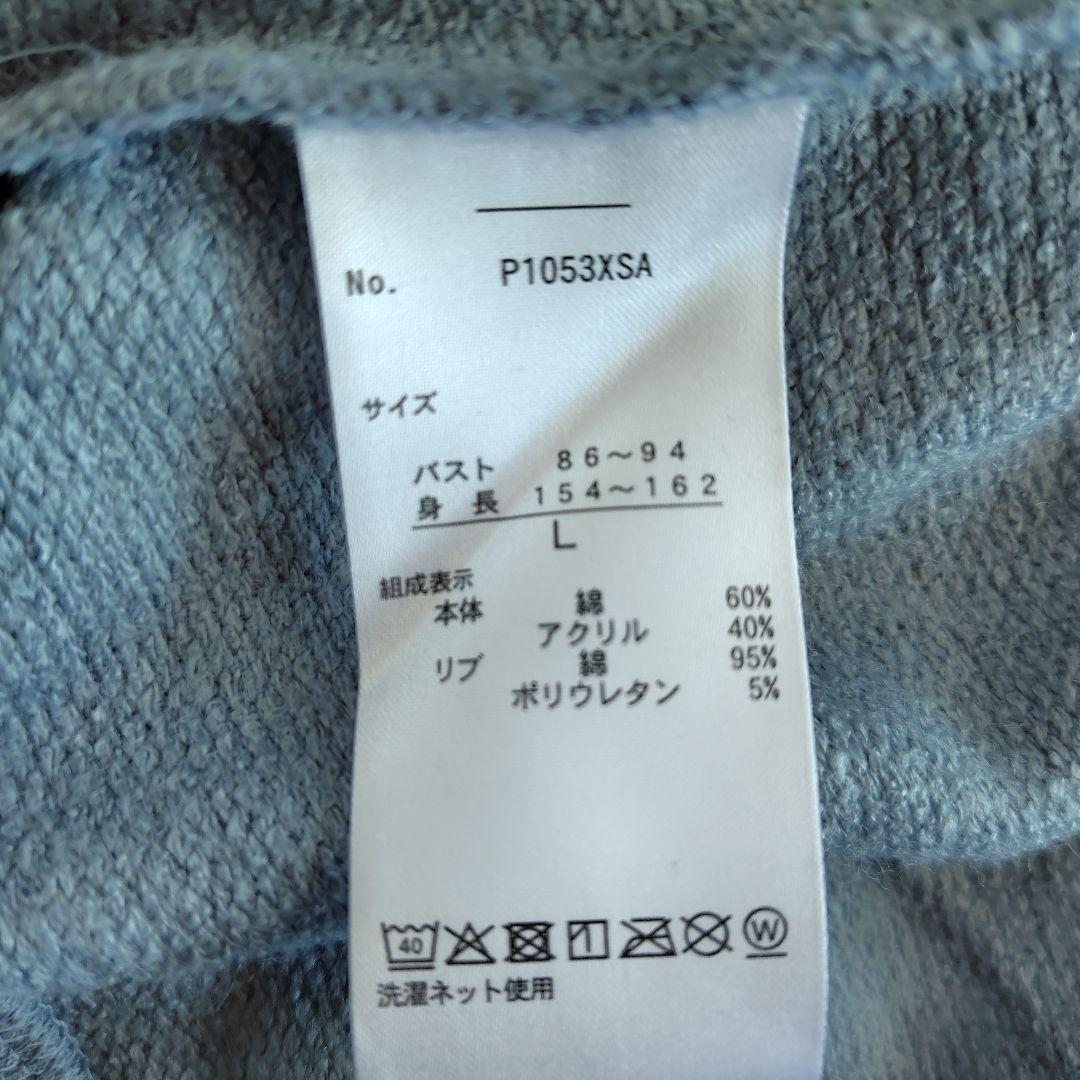 No. P1053XSA
サイズ
バスト 86～94
身長 154～162
L
組成表示
本体 綿 60%
アクリル 40%
リブ 綿 95%
ポリウレタン 5%
40 W
洗濯ネット使用